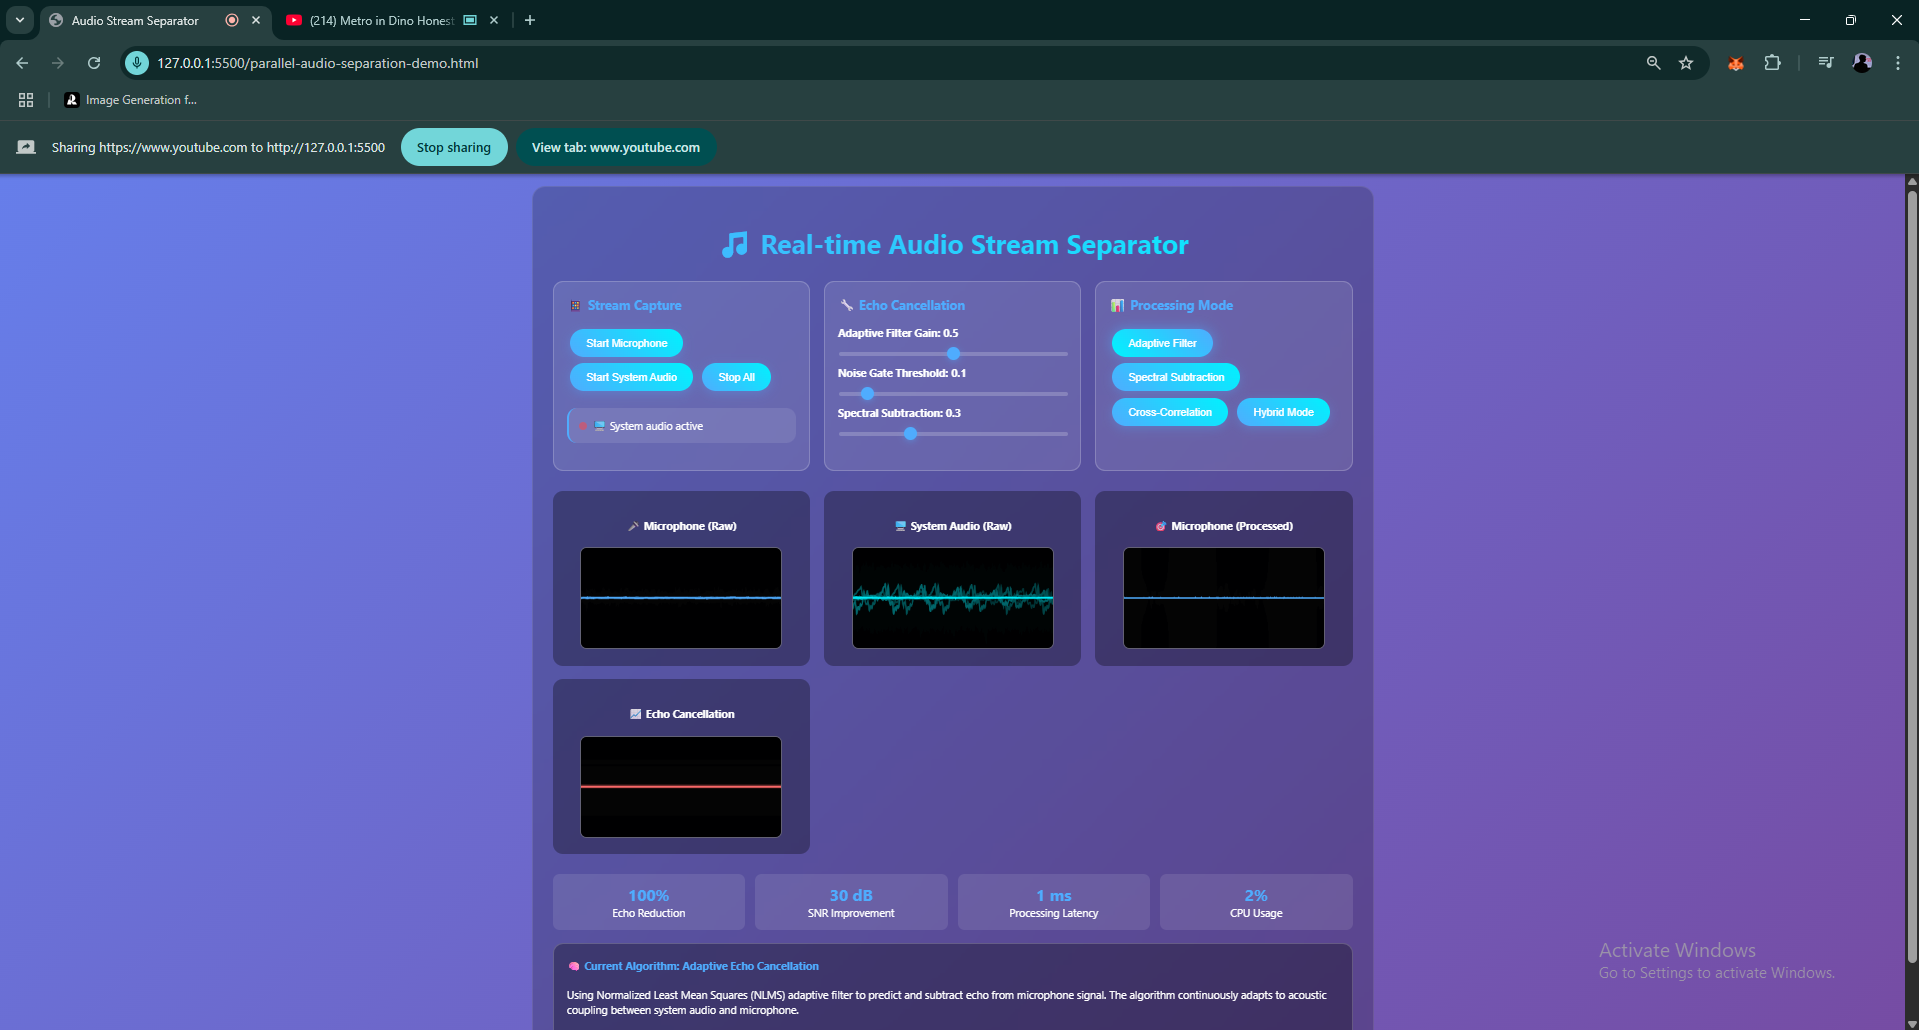 Audio Stream Separator
(214) Metro in Dino Honest
127.0.0.1:5500/parallel-audio-separation-demo.html
Image Generation f...
Sharing https://www.youtube.com to http://127.0.0.1:5500
Stop sharing
View tab: www.youtube.com
Real-time Audio Stream Separator
Stream Capture
Start Microphone
Start System Audio
Stop All
System audio active
Echo Cancellation
Adaptive Filter Gain: 0.5
Noise Gate Threshold: 0.1
Spectral Subtraction: 0.3
Processing Mode
Adaptive Filter
Spectral Subtraction
Cross-Correlation
Hybrid Mode
Microphone (Raw)
System Audio (Raw)
Microphone (Processed)
Echo Cancellation
100%
Echo Reduction
30 dB
SNR Improvement
1 ms
Processing Latency
2%
CPU Usage
Current Algorithm: Adaptive Echo Cancellation
Using Normalized Least Mean Squares (NLMS) adaptive filter to predict and subtract echo from microphone signal. The algorithm continuously adapts to acoustic
coupling between system audio and microphone.
Activate Windows
Go to Settings to activate Windows.